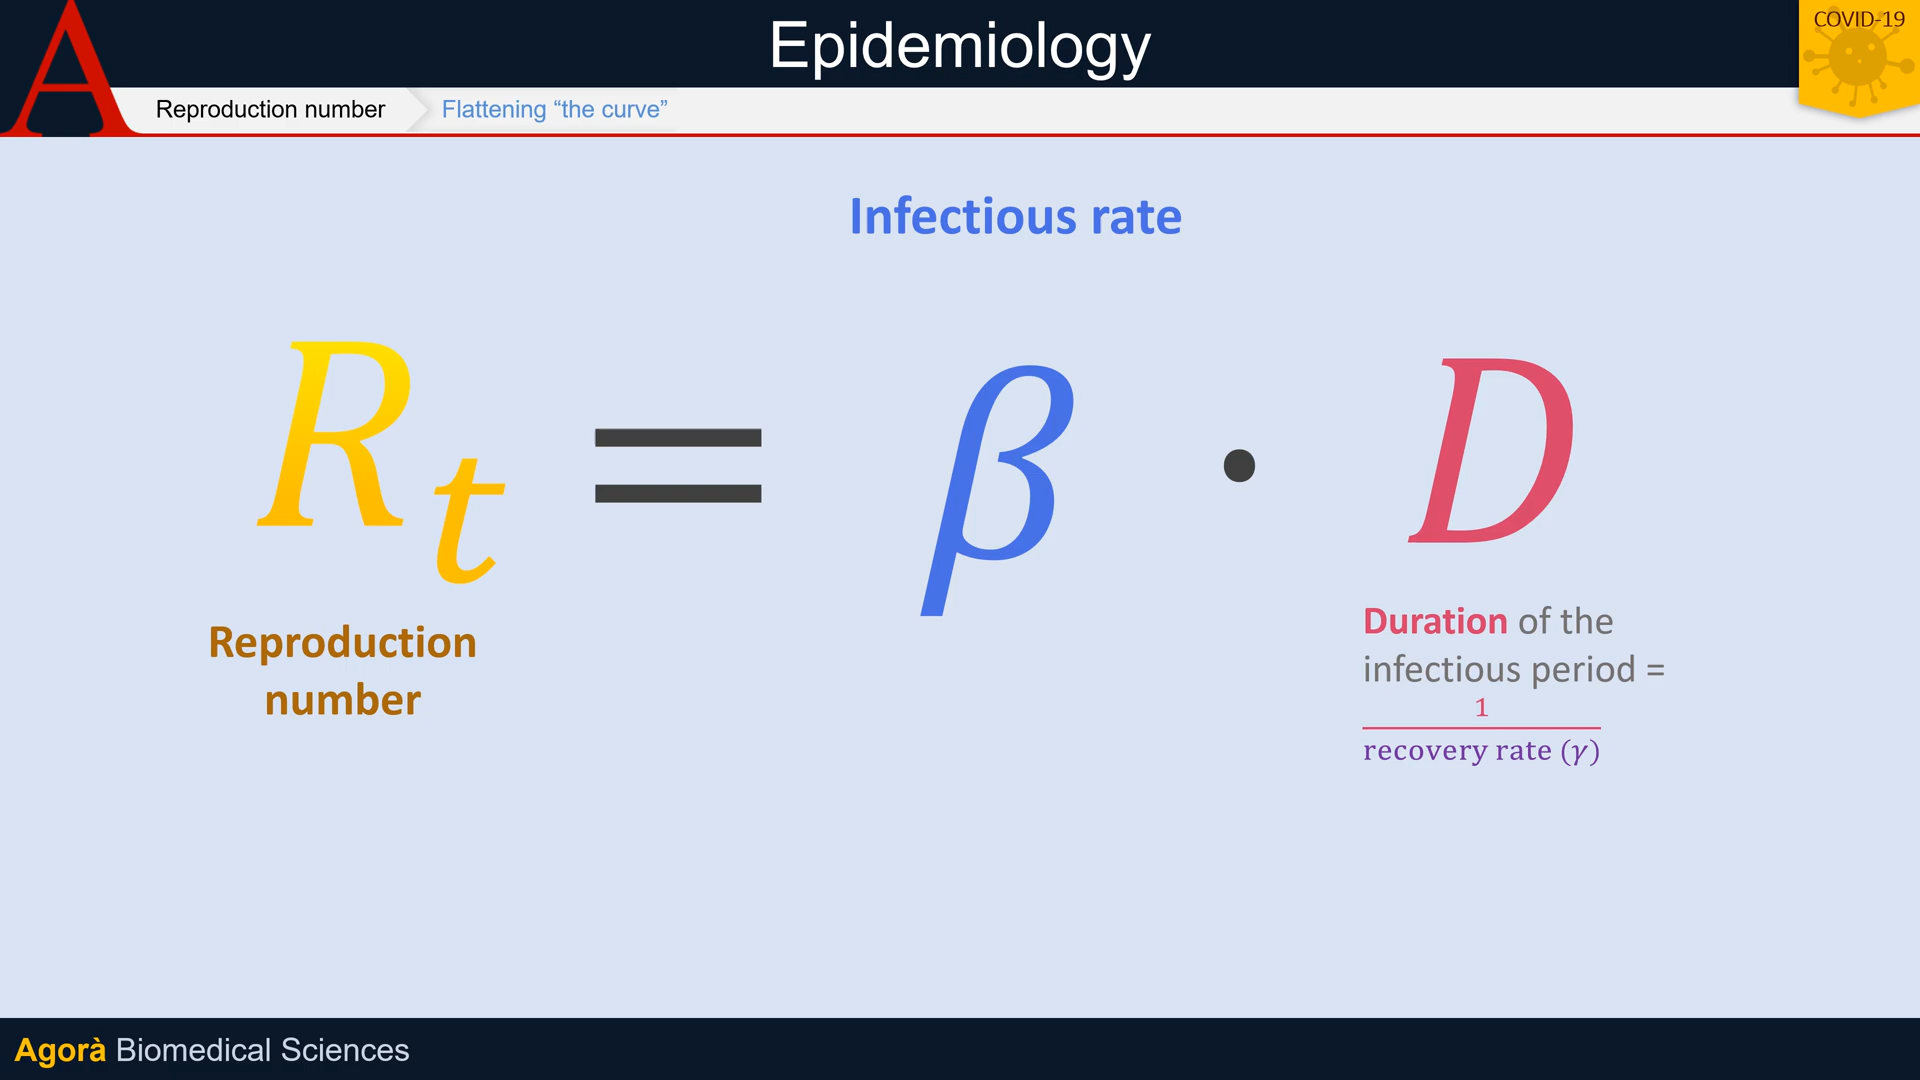 Epidemiology
COVID-19
A
Reproduction number
Flattening “the curve”
Infectious rate
R_t = β · D
Reproduction
number
Duration of the
infectious period =
1
recovery rate (γ)
Agorà Biomedical Sciences